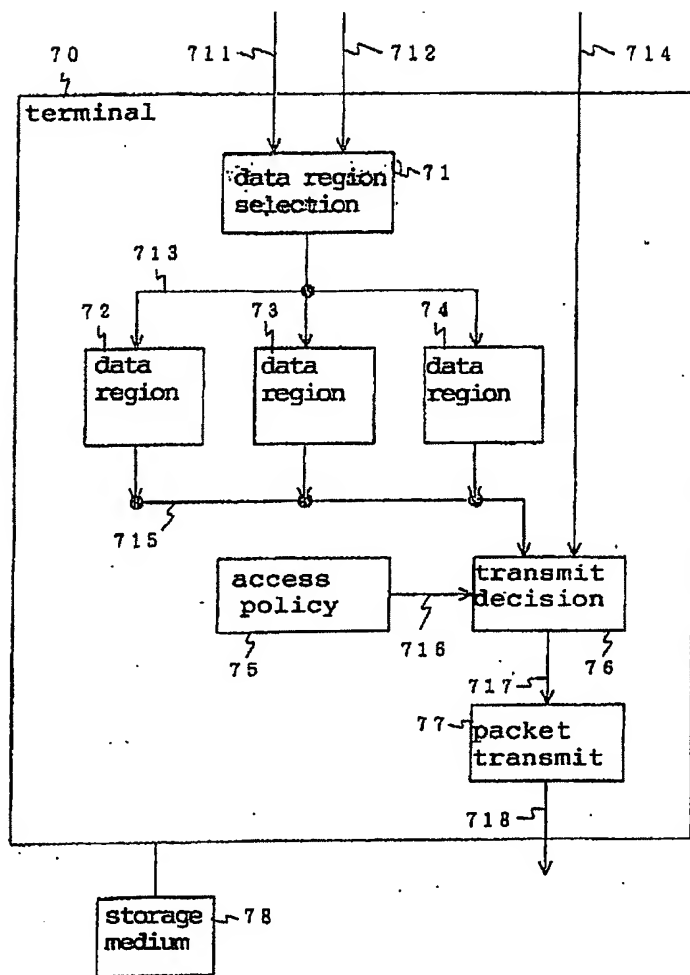 70
711
712
714
terminal
data region
selection
71
713
72
73
74
data
region
data
region
data
region
715
access
policy
transmit
decision
75
716
76
717
77
packet
transmit
718
storage
medium
78